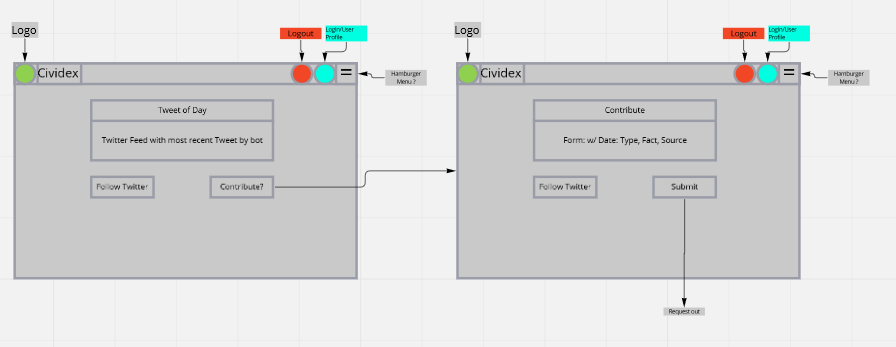 Logo
Logout
Login/User
Profile
Cividex
Hamburger
Menu ?
Tweet of Day
Twitter Feed with most recent Tweet by bot
Follow Twitter
Contribute?
Logo
Logout
Login/User
Profile
Cividex
Hamburger
Menu ?
Contribute
Form: w/ Date: Type, Fact, Source
Follow Twitter
Submit
Request out